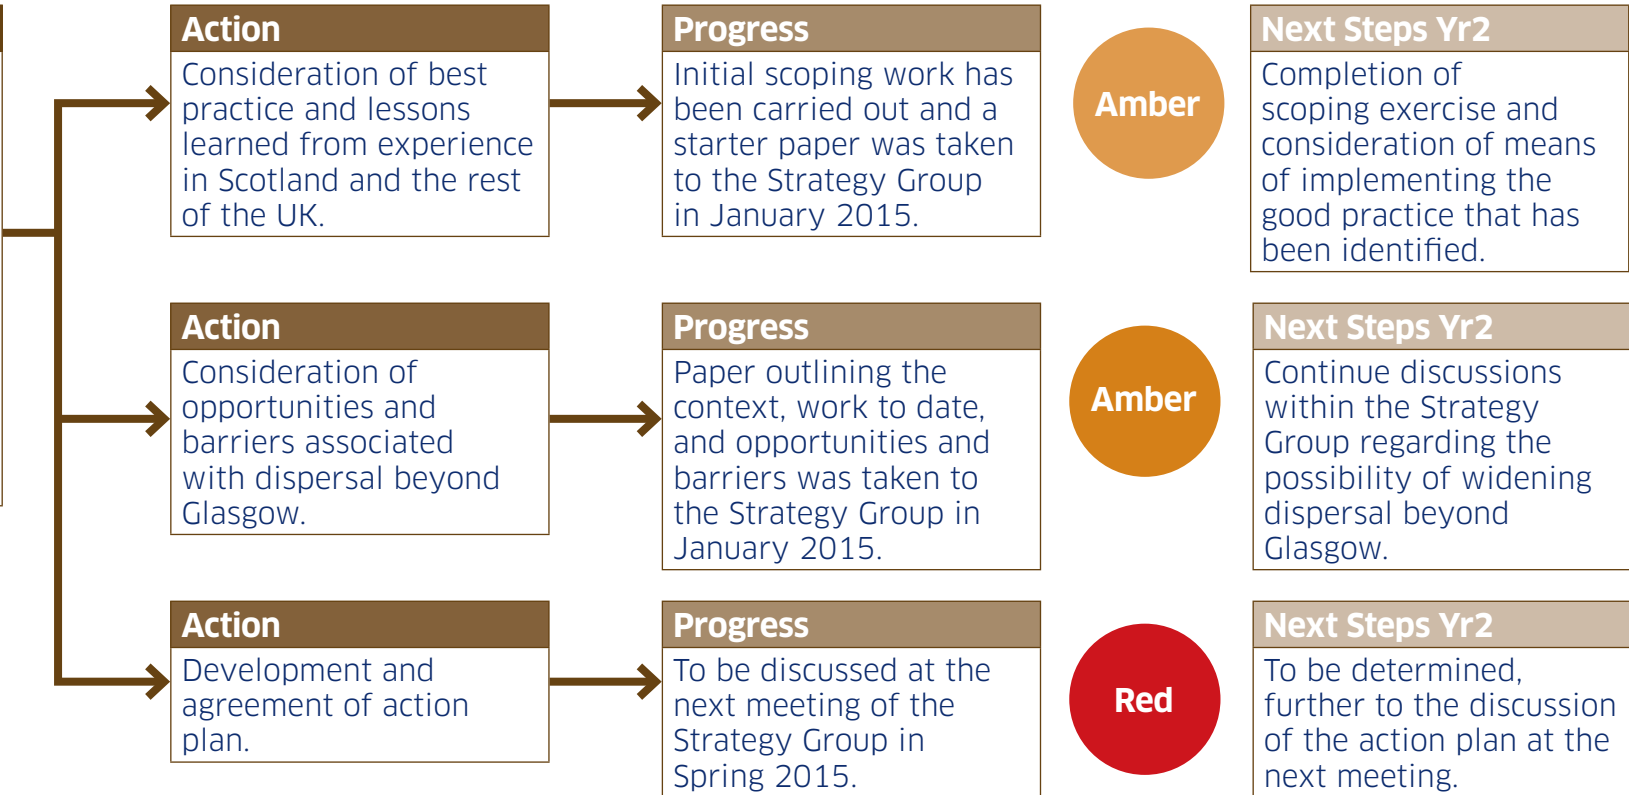 Action
Consideration of best
practice and lessons
learned from experience
in Scotland and the rest
of the UK.
Progress
Initial scoping work has
been carried out and a
starter paper was taken
to the Strategy Group
in January 2015.
Amber
Next Steps Yr2
Completion of
scoping exercise and
consideration of means
of implementing the
good practice that has
been identified.
Action
Consideration of
opportunities and
barriers associated
with dispersal beyond
Glasgow.
Progress
Paper outlining the
context, work to date,
and opportunities and
barriers was taken to
the Strategy Group in
January 2015.
Amber
Next Steps Yr2
Continue discussions
within the Strategy
Group regarding the
possibility of widening
dispersal beyond
Glasgow.
Action
Development and
agreement of action
plan.
Progress
To be discussed at the
next meeting of the
Strategy Group in
Spring 2015.
Red
Next Steps Yr2
To be determined,
further to the discussion
of the action plan at the
next meeting.